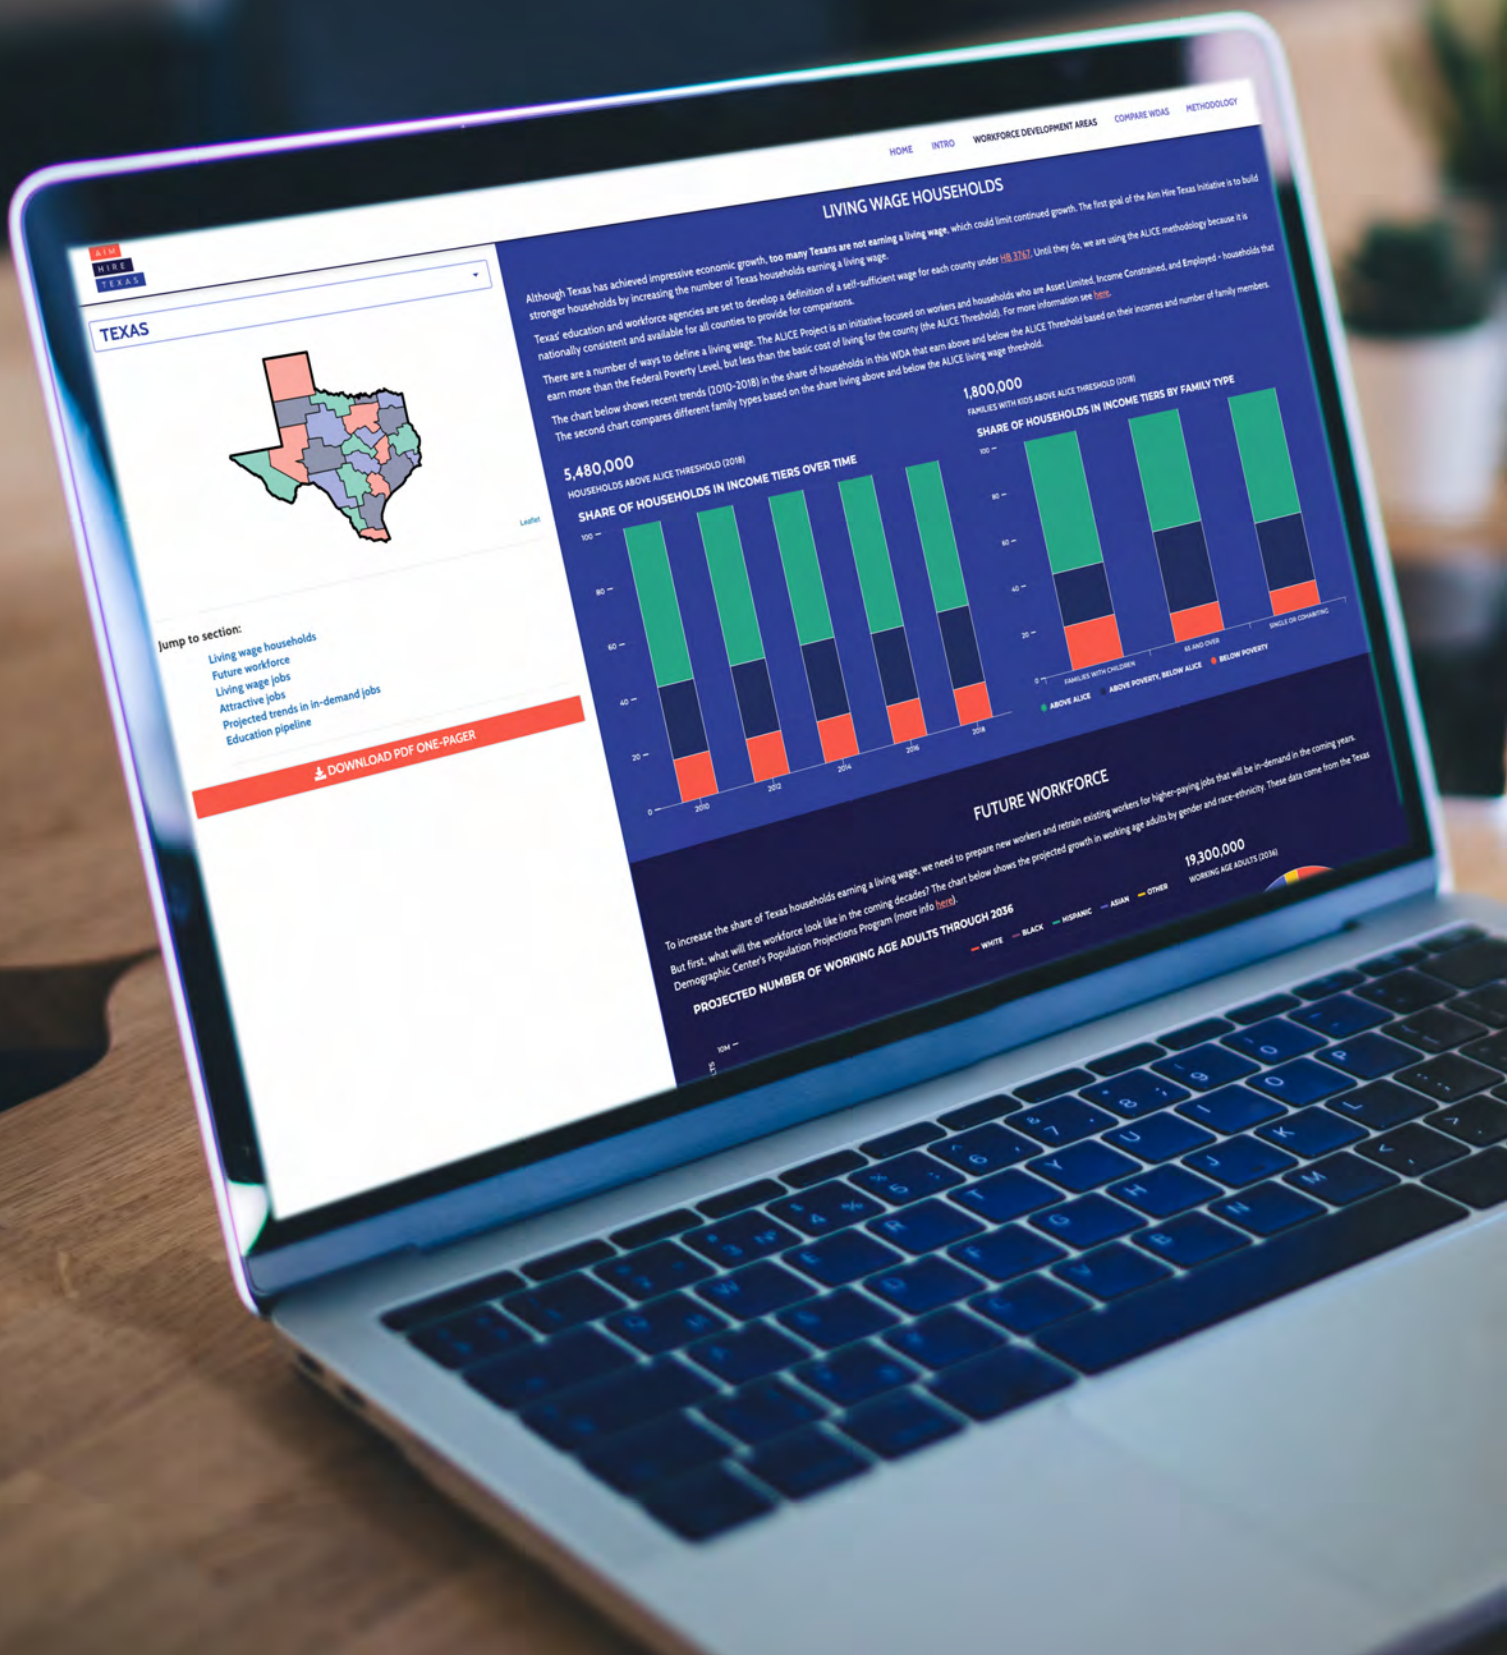 HOME INTRO WORKFORCE DEVELOPMENT AREAS COMPARE WDAS METHODOLOGY
AIM
HIRE
TEXAS
TEXAS
Leaflet
Jump to section:
Living wage households
Future workforce
Living wage jobs
Attractive jobs
Projected trends in in-demand jobs
Education pipeline
DOWNLOAD PDF ONE-PAGER
LIVING WAGE HOUSEHOLDS
Although Texas has achieved impressive economic growth, too many Texans are not earning a living wage, which could limit continued growth. The first goal of the Aim Hire Texas Initiative is to build
stronger households by increasing the number of Texas households earning a living wage.
Texas' education and workforce agencies are set to develop a definition of a self-sufficient wage for each county under HB 3767. Until they do, we are using the ALICE methodology because it is
nationally consistent and available for all counties to provide for comparisons.
There are a number of ways to define a living wage. The ALICE Project is an initiative focused on workers and households who are Asset Limited, Income Constrained, and Employed - households that
earn more than the Federal Poverty Level, but less than the basic cost of living for the county (the ALICE Threshold). For more information see here.
The chart below shows recent trends (2010-2018) in the share of households in this WDA that earn above and below the ALICE Threshold based on their incomes and number of family members.
The second chart compares different family types based on the share living above and below the ALICE living wage threshold.
5,480,000
HOUSEHOLDS ABOVE ALICE THRESHOLD (2018)
SHARE OF HOUSEHOLDS IN INCOME TIERS OVER TIME
100
80
60
40
20
0
2010 2012 2014 2016 2018
1,800,000
FAMILIES WITH KIDS ABOVE ALICE THRESHOLD (2018)
SHARE OF HOUSEHOLDS IN INCOME TIERS BY FAMILY TYPE
100
80
60
40
20
0
FAMILIES WITH CHILDREN 65 AND OVER SINGLE OR COHABITING
ABOVE ALICE ABOVE POVERTY, BELOW ALICE BELOW POVERTY
FUTURE WORKFORCE
To increase the share of Texas households earning a living wage, we need to prepare new workers and retrain existing workers for higher-paying jobs that will be in-demand in the coming years.
But first, what will the workforce look like in the coming decades? The chart below shows the projected growth in working age adults by gender and race-ethnicity. These data come from the Texas
Demographic Center's Population Projections Program (more info here).
PROJECTED NUMBER OF WORKING AGE ADULTS THROUGH 2036
WHITE BLACK HISPANIC ASIAN OTHER
10M
19,300,000
WORKING AGE ADULTS (2036)
3 4 5 6 7 8 9 0
W E R T Y U I O P
D F G H J K L
V B N M